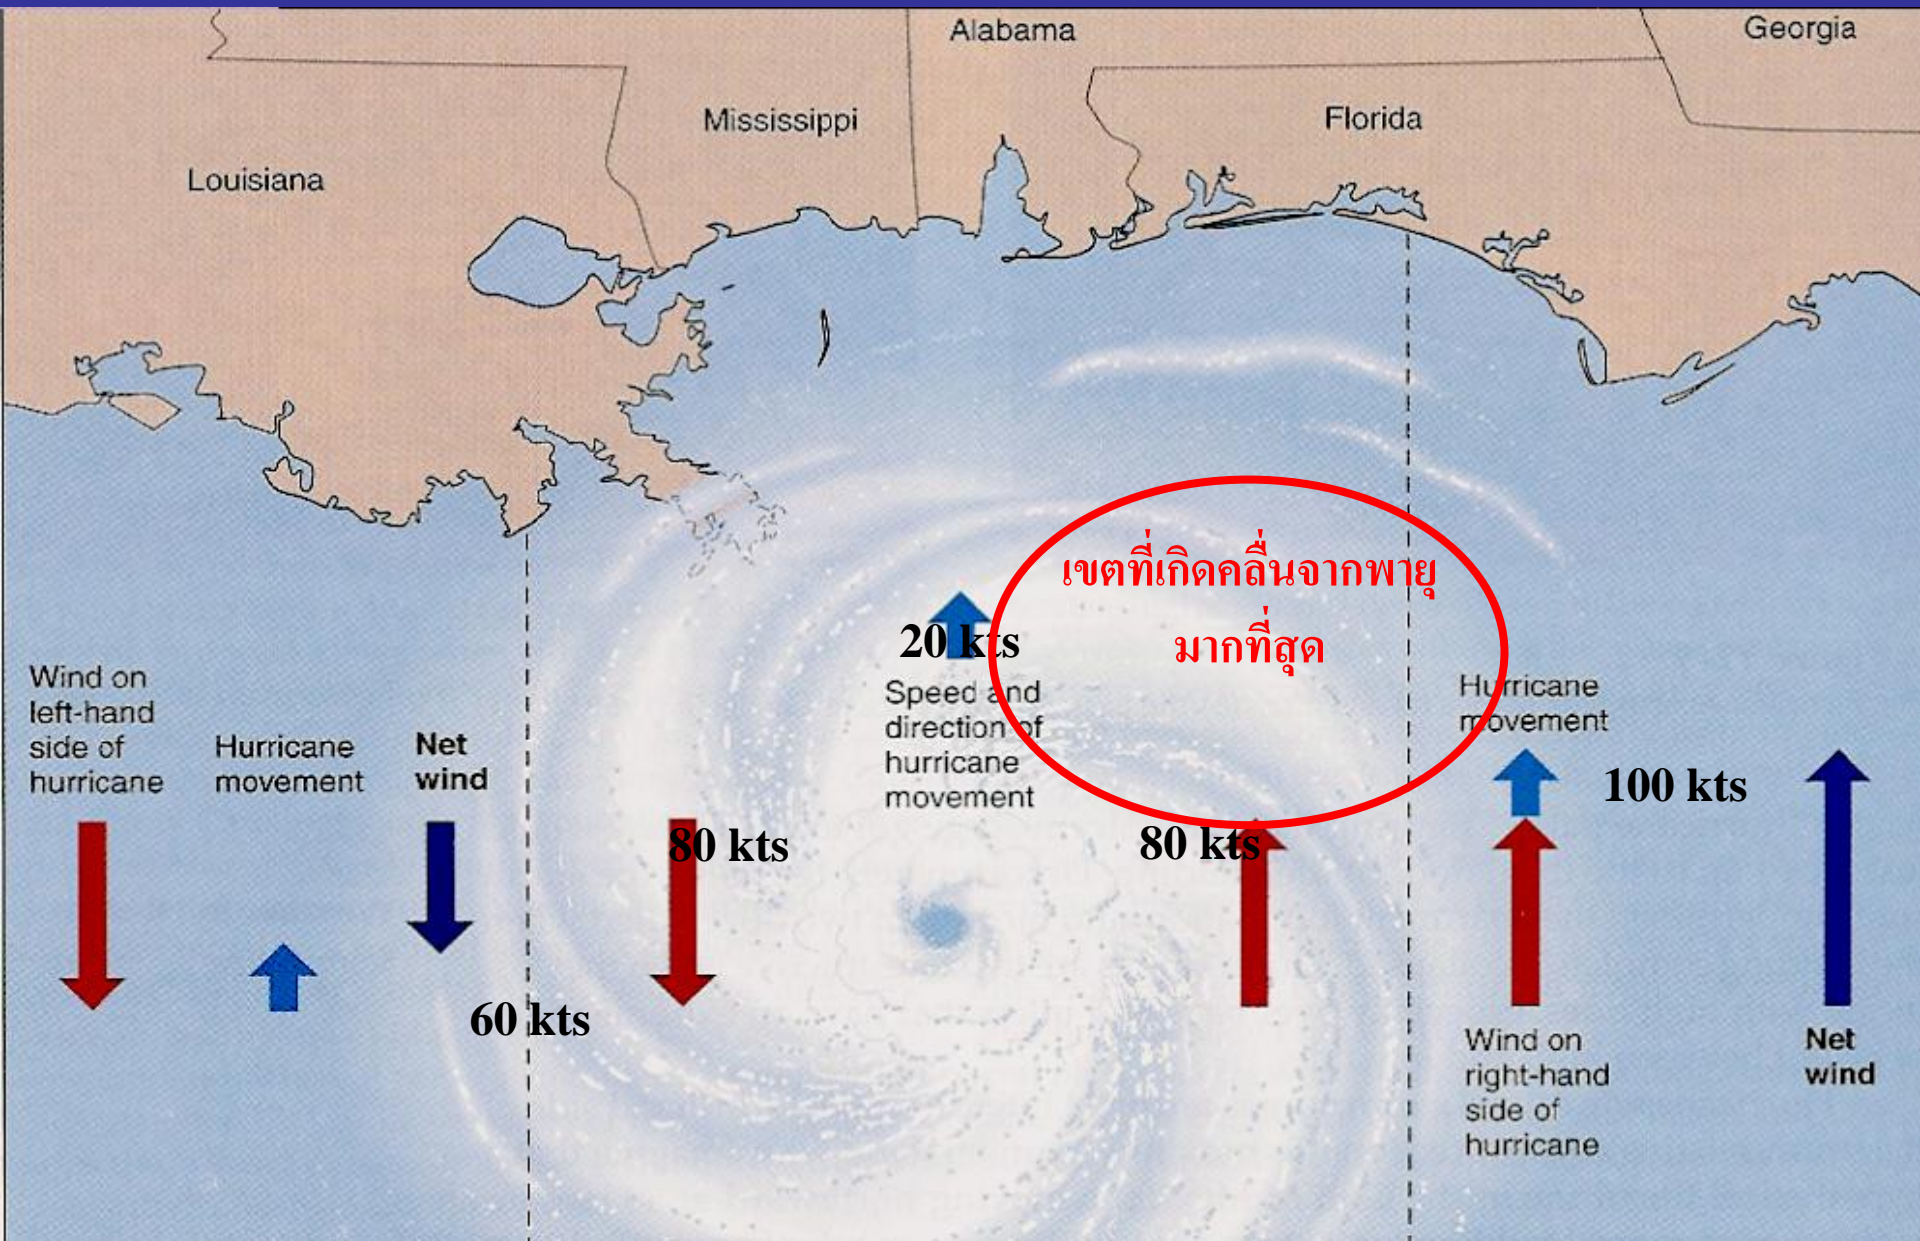 Alabama
Georgia
Mississippi
Florida
Louisiana
เขตที่เกิดคลื่นจากพายุ
มากที่สุด
20 kts
Speed and
direction of
hurricane
movement
Wind on
left-hand
side of
hurricane
Hurricane
movement
Net
wind
Hurricane
movement
100 kts
80 kts
80 kts
60 kts
Wind on
right-hand
side of
hurricane
Net
wind